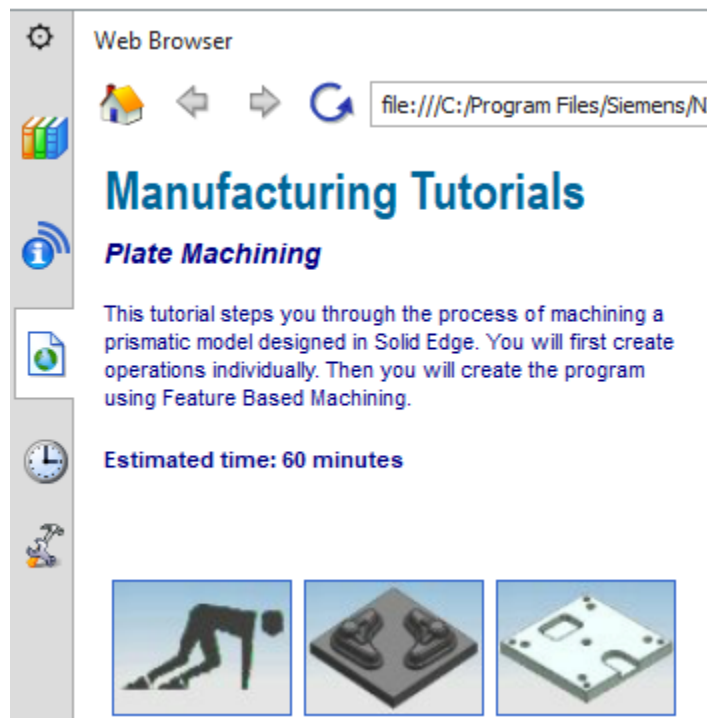 Web Browser
file:///C:/Program Files/Siemens/N
Manufacturing Tutorials
Plate Machining
This tutorial steps you through the process of machining a
prismatic model designed in Solid Edge. You will first create
operations individually. Then you will create the program
using Feature Based Machining.
Estimated time: 60 minutes